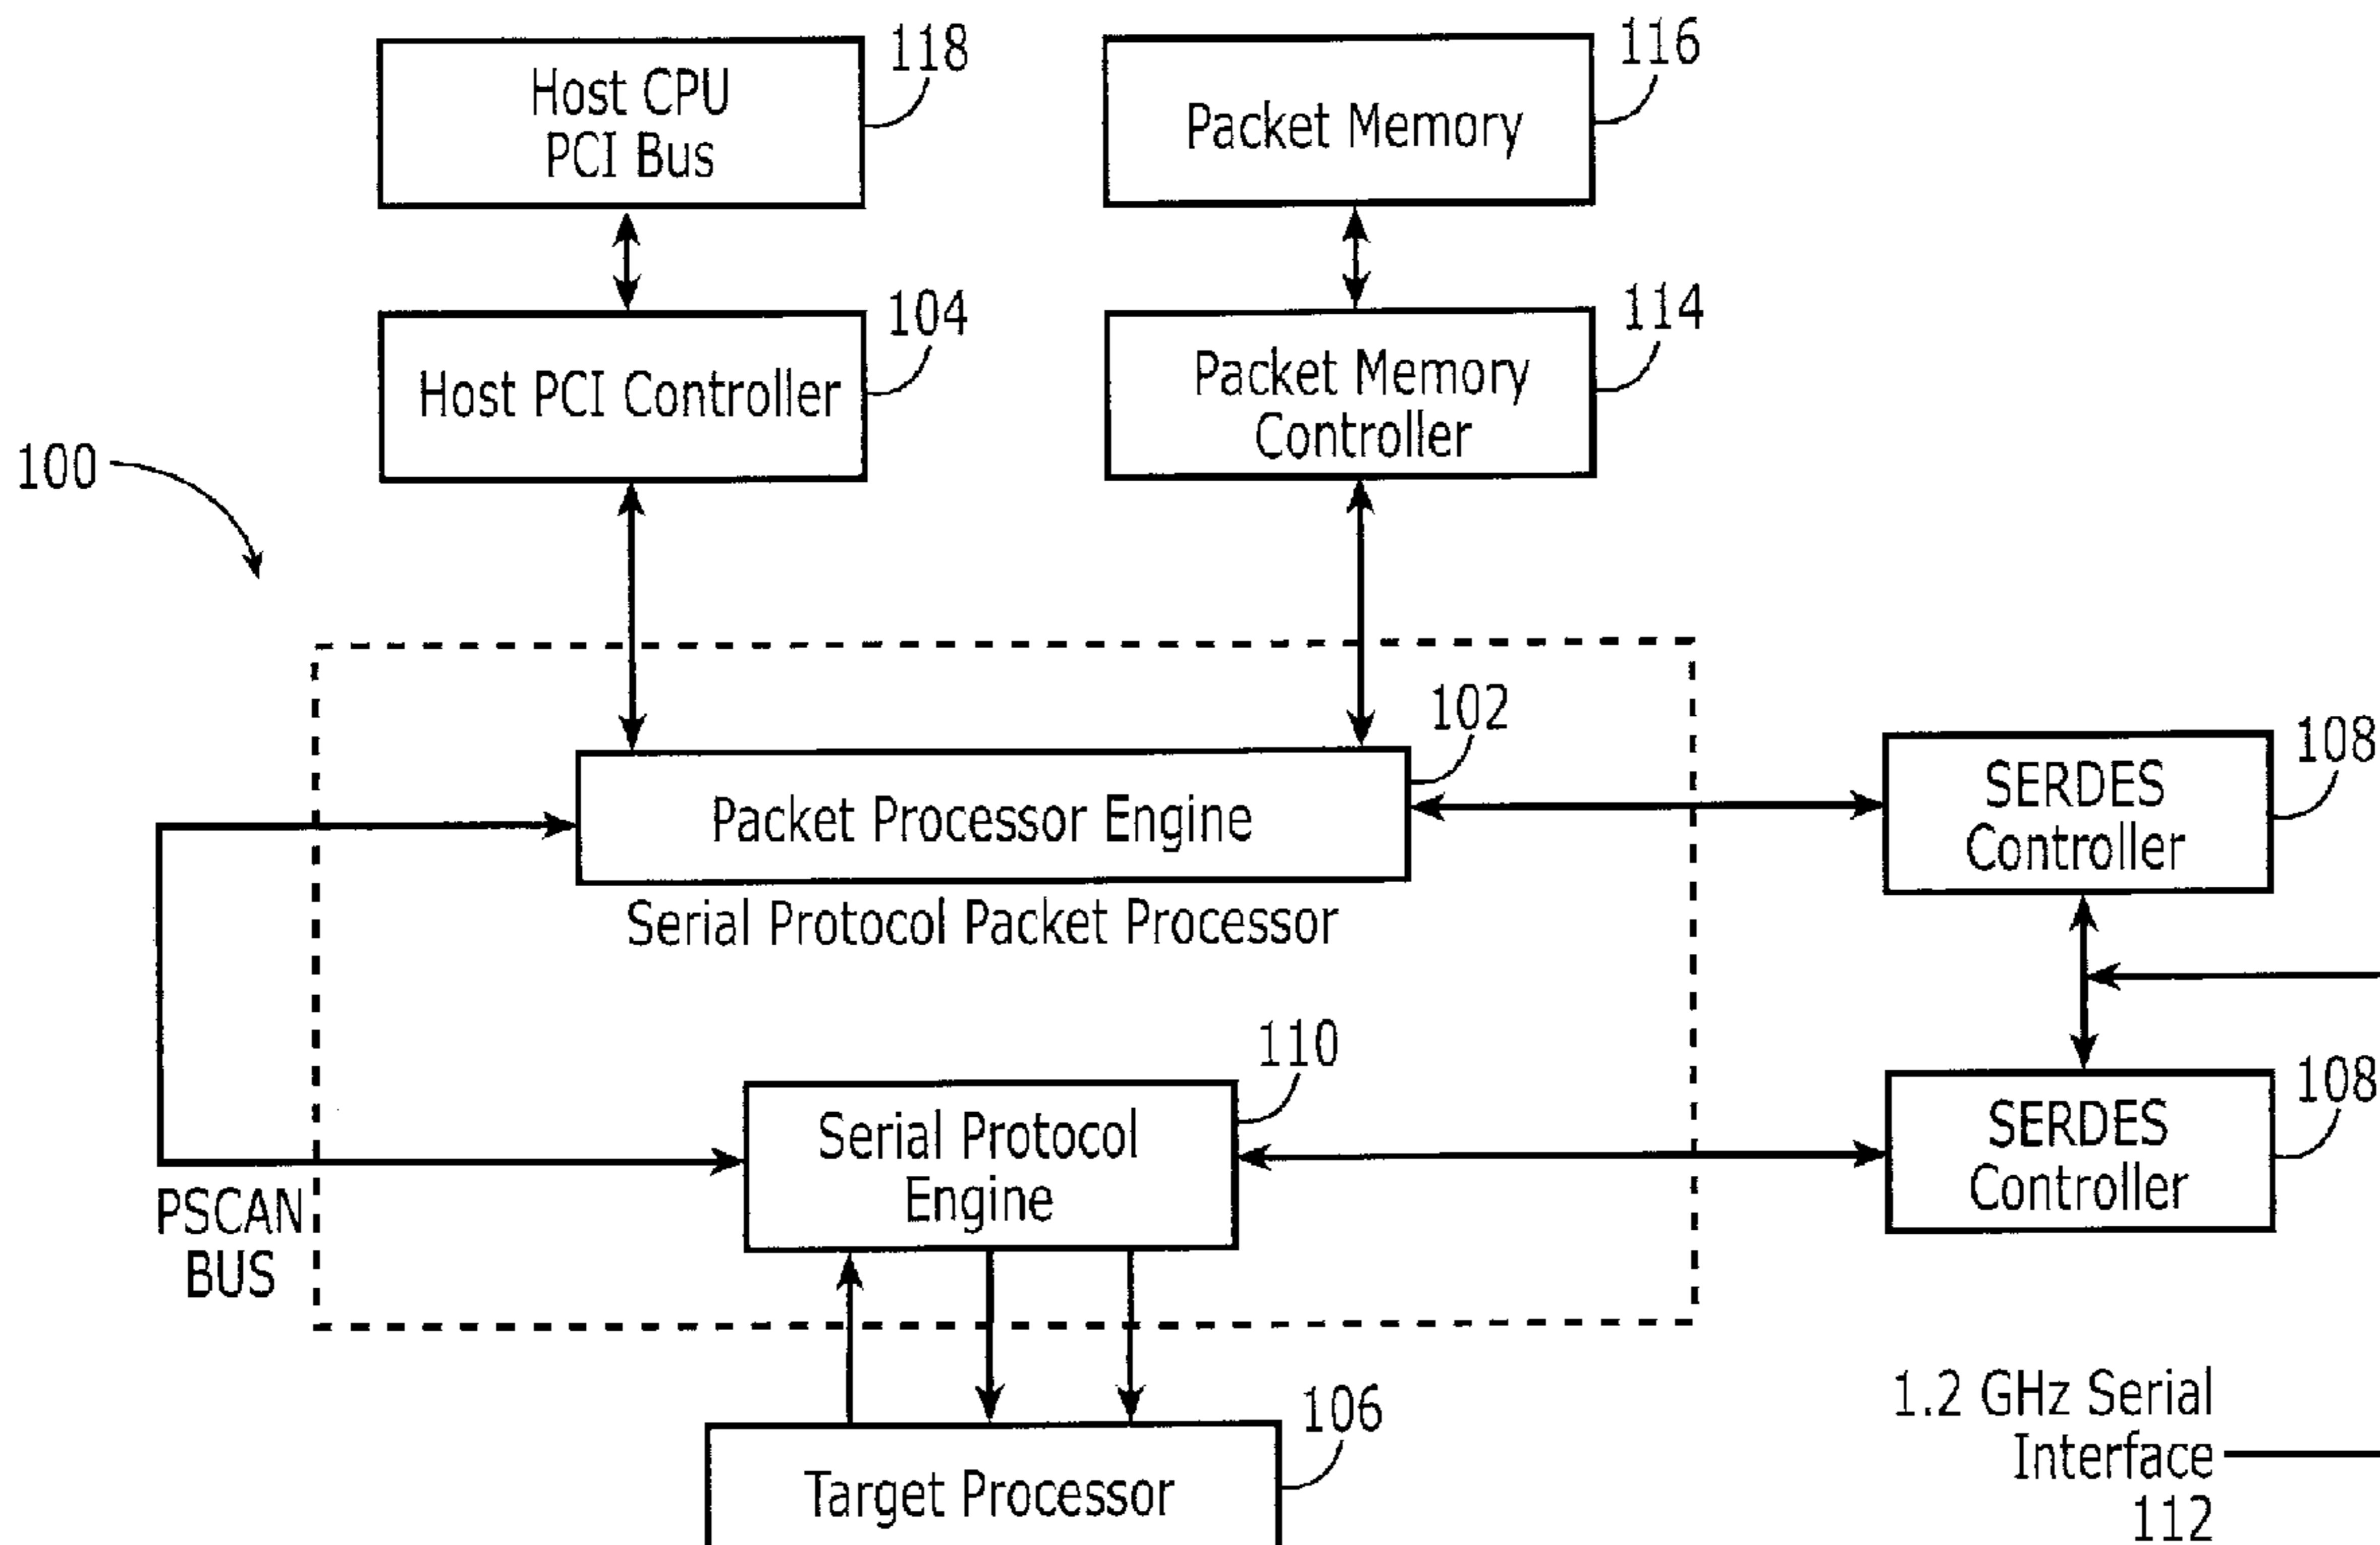 118
Host CPU
PCI Bus
116
Packet Memory
104
Host PCI Controller
114
Packet Memory
Controller
100
102
Packet Processor Engine
Serial Protocol Packet Processor
108
SERDES
Controller
110
Serial Protocol
Engine
108
SERDES
Controller
PSCAN
BUS
106
Target Processor
1.2 GHz Serial
Interface
112